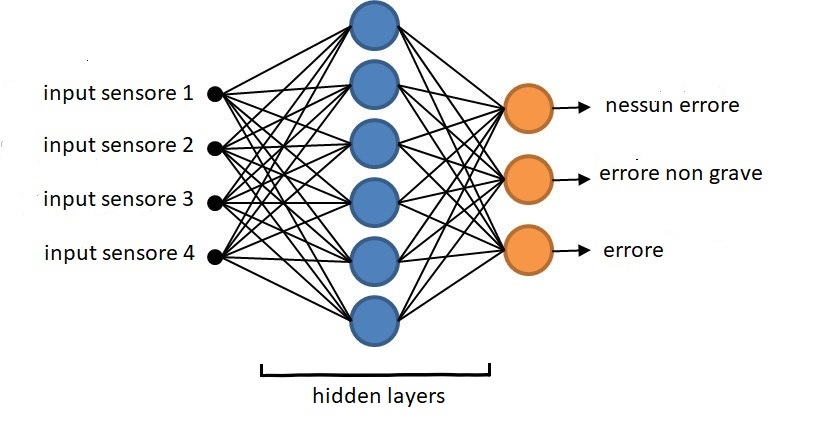 input sensore 1
input sensore 2
input sensore 3
input sensore 4
nessun errore
errore non grave
errore
hidden layers